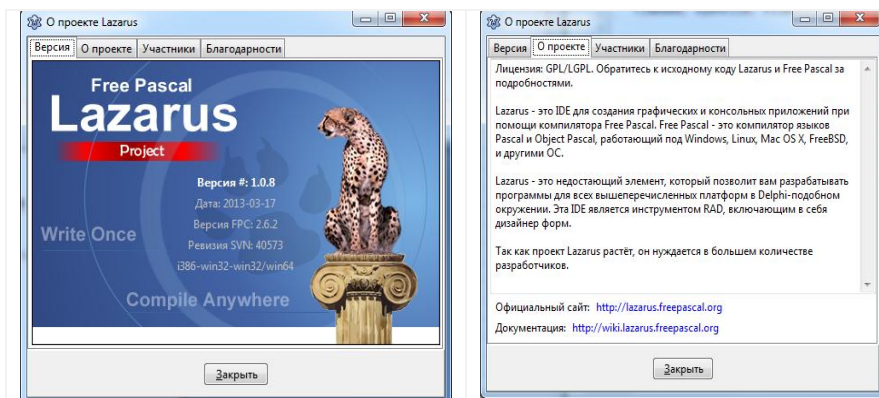 О проекте Lazarus
Версия О проекте Участники Благодарности
Free Pascal
Lazarus
Project
Версия #: 1.0.8
Дата: 2013-03-17
Версия FPC: 2.6.2
Write Once
Ревизия SVN: 40573
i386-win32-win32/win64
Compile Anywhere
Закрыть
О проекте Lazarus
Версия О проекте Участники Благодарности
Лицензия: GPL/LGPL. Обратитесь к исходному коду Lazarus и Free Pascal за
подробностями.
Lazarus - это IDE для создания графических и консольных приложений при
помощи компилятора Free Pascal. Free Pascal - это компилятор языков
Pascal и Object Pascal, работающий под Windows, Linux, Mac OS X, FreeBSD,
и другими ОС.
Lazarus - это недостающий элемент, который позволит вам разрабатывать
программы для всех вышеперечисленных платформ в Delphi-подобном
окружении. Эта IDE является инструментом RAD, включающим в себя
дизайнер форм.
Так как проект Lazarus растёт, он нуждается в большем количестве
разработчиков.
Официальный сайт: http://lazarus.freepascal.org
Документация: http://wiki.lazarus.freepascal.org
Закрыть